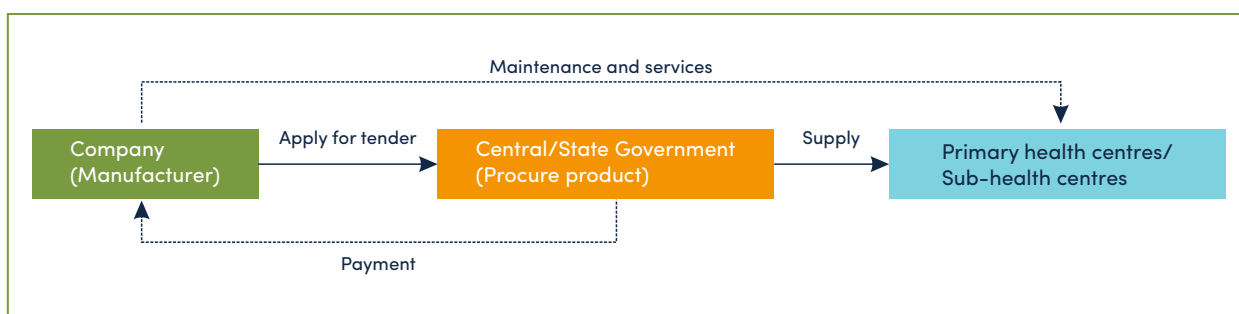 Maintenance and services
Company
(Manufacturer)
Apply for tender
Central/State Government
(Procure product)
Supply
Primary health centres/
Sub-health centres
Payment